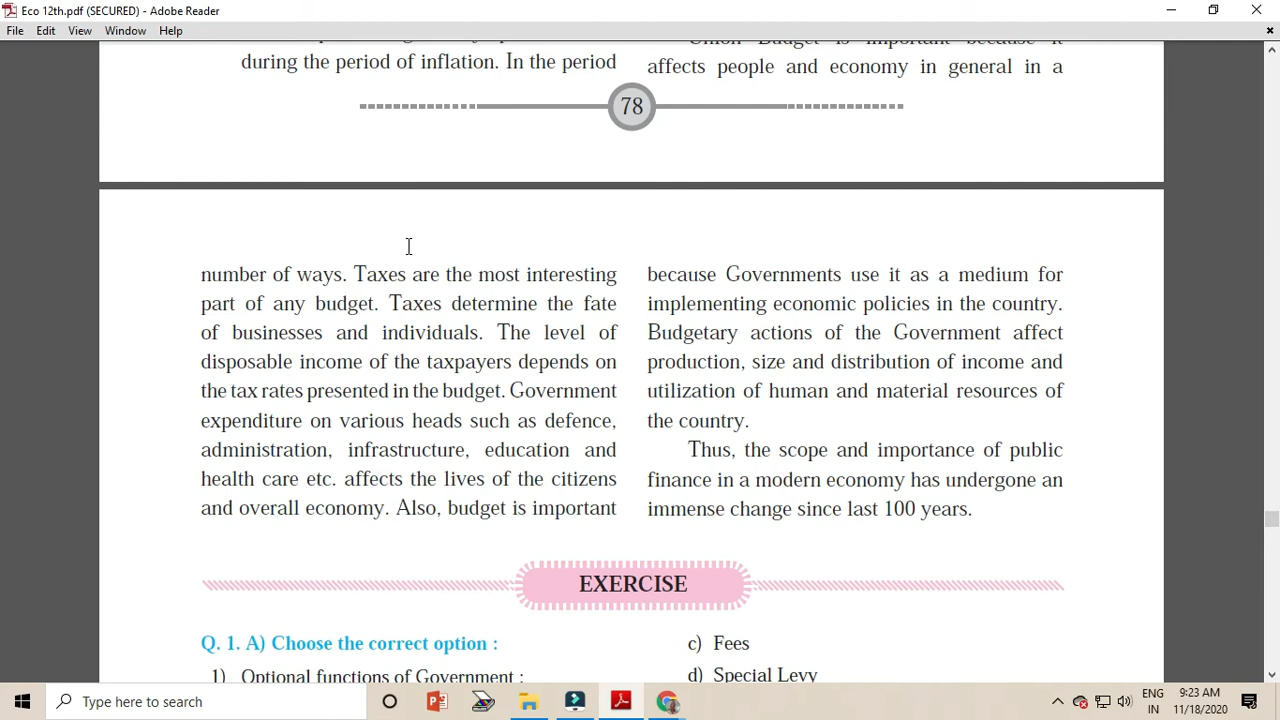 Eco 12th.pdf (SECURED) - Adobe Reader
File Edit View Window Help
during the period of inflation. In the period
Union Budget is important because it
affects people and economy in general in a
78
number of ways. Taxes are the most interesting
part of any budget. Taxes determine the fate
of businesses and individuals. The level of
disposable income of the taxpayers depends on
the tax rates presented in the budget. Government
expenditure on various heads such as defence,
administration, infrastructure, education and
health care etc. affects the lives of the citizens
and overall economy. Also, budget is important
because Governments use it as a medium for
implementing economic policies in the country.
Budgetary actions of the Government affect
production, size and distribution of income and
utilization of human and material resources of
the country.
Thus, the scope and importance of public
finance in a modern economy has undergone an
immense change since last 100 years.
EXERCISE
Q. 1. A) Choose the correct option :
1) Optional functions of Government :
c) Fees
d) Special Levy
Type here to search
ENG
IN
9:23 AM
11/18/2020